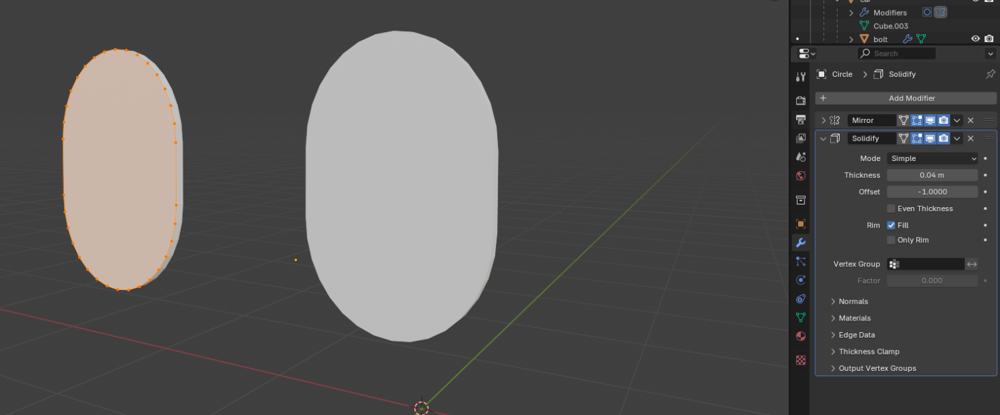 Modifiers
Cube.003
bolt
Search
Circle > Solidify
+ Add Modifier
Mirror
Solidify
Mode Simple
Thickness 0.04 m
Offset -1.0000
Even Thickness
Rim Fill
Only Rim
Vertex Group
Factor 0.000
Normals
Materials
Edge Data
Thickness Clamp
Output Vertex Groups